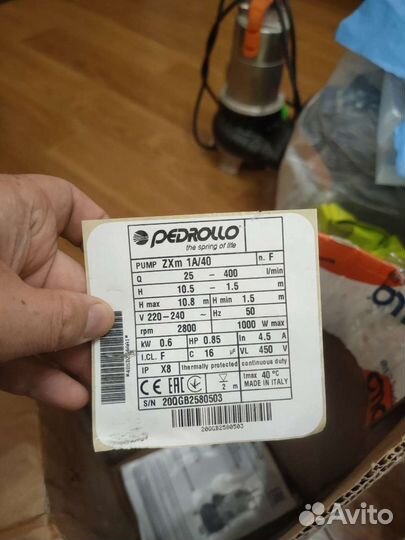 PEDROLLO
the spring of life
PUMP ZXm 1A/40 n. F
Q 25 – 400 l/min
H 10.5 – 1.5 m
H max 10.8 m H min 1.5 m
V 220-240 ~ Hz 50
rpm 2800 1000 W max
kW 0.6 HP 0.85 In 4.5 A
I.CL. F C 16 µF VL 450 V
IP X8 thermally protected continuous duty
CE EAC 2 m tmax 40 °C
MADE IN ITALY
S/N 20QGB2580503
20QGB2580503
Avito